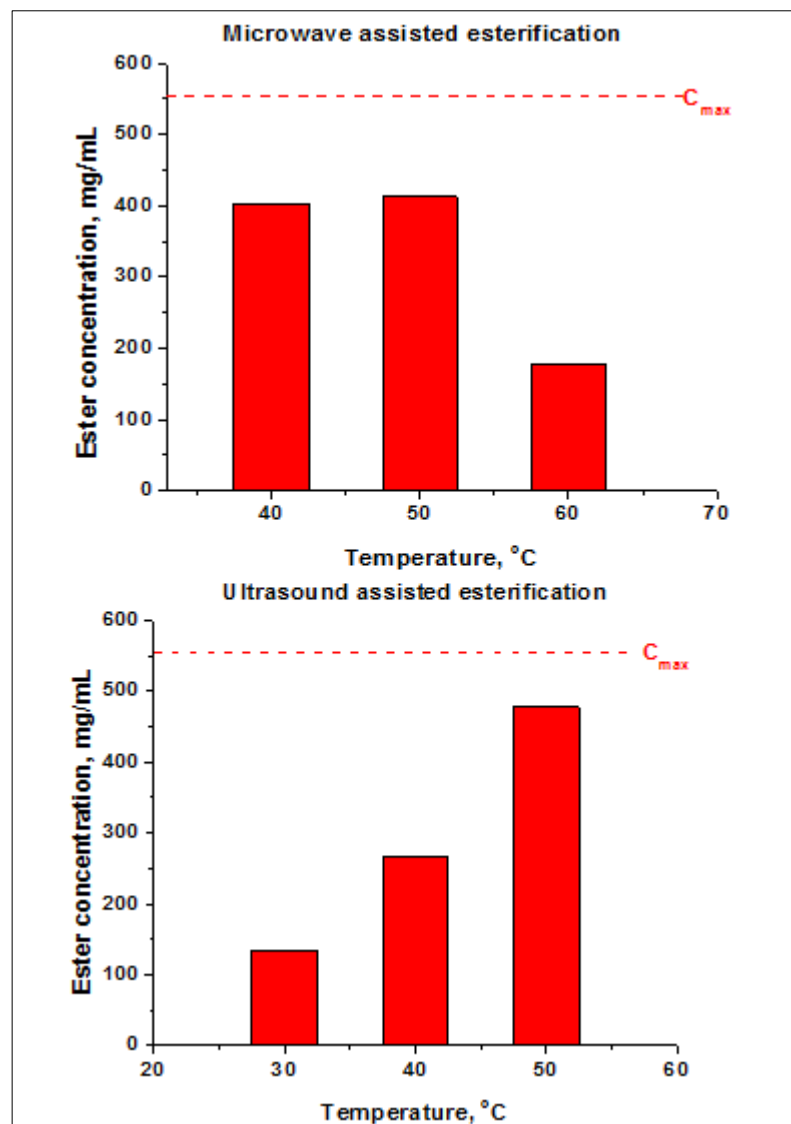 Microwave assisted esterification
600
500
400
300
200
100
0
Ester concentration, mg/mL
C_max
40 50 60 70
Temperature, °C
Ultrasound assisted esterification
600
500
400
300
200
100
0
Ester concentration, mg/mL
C_max
20 30 40 50 60
Temperature, °C